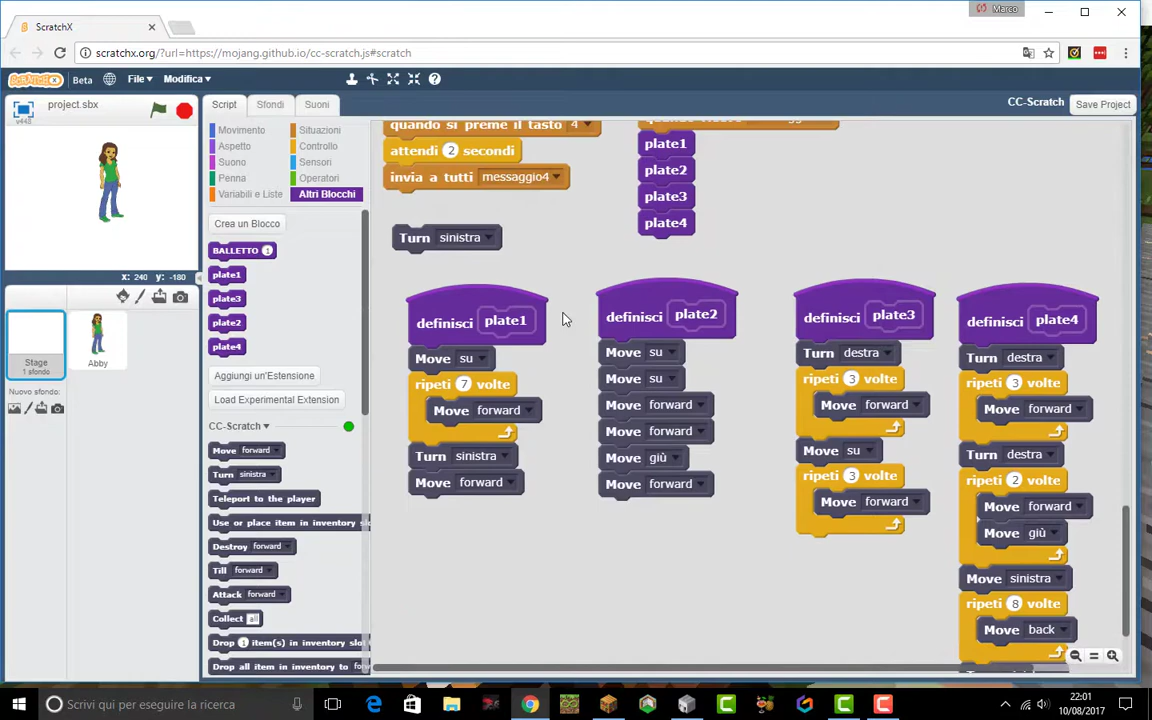 Marco
ScratchX
scratchx.org/?url=https://mojang.github.io/cc-scratch.js#scratch
Beta File Modifica
project.sbx
v448
Script Sfondi Suoni
CC-Scratch
Save Project
Movimento Situazioni
Aspetto Controllo
Suono Sensori
Penna Operatori
Variabili e Liste Altri Blocchi
Crea un Blocco
BALLETTO 1
plate1
plate3
plate2
plate4
Aggiungi un'Estensione
Load Experimental Extension
CC-Scratch
Move forward
Turn sinistra
Teleport to the player
Use or place item in inventory
Destroy forward
Till forward
Attack forward
Collect all
Drop 1 item(s) in inventory slot
Drop all item in inventory to
x: 240 y: -180
Stage
1 sfondo
Abby
Nuovo sfondo:
quando si preme il tasto 4
attendi 2 secondi
invia a tutti messaggio4
plate1
plate2
plate3
plate4
Turn sinistra
definisci plate1
Move su
ripeti 7 volte
Move forward
Turn sinistra
Move forward
definisci plate2
Move su
Move su
Move forward
Move forward
Move giù
Move forward
definisci plate3
Turn destra
ripeti 3 volte
Move forward
Move su
ripeti 3 volte
Move forward
definisci plate4
Turn destra
ripeti 3 volte
Move forward
Turn destra
ripeti 2 volte
Move forward
Move giù
Move sinistra
ripeti 8 volte
Move back
Scrivi qui per eseguire la ricerca
22:01
10/08/2017